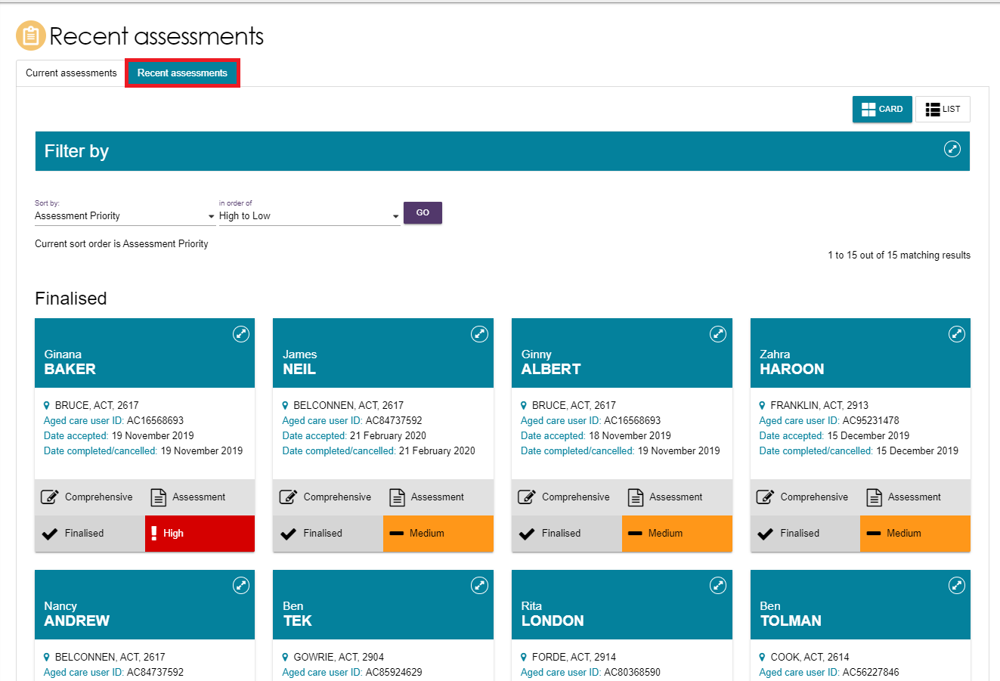 Recent assessments
Current assessments Recent assessments
CARD LIST
Filter by
Sort by: in order of
Assessment Priority High to Low GO
Current sort order is Assessment Priority
1 to 15 out of 15 matching results
Finalised
Ginana
BAKER
BRUCE, ACT, 2617
Aged care user ID: AC16568693
Date accepted: 19 November 2019
Date completed/cancelled: 19 November 2019
Comprehensive Assessment
Finalised High
James
NEIL
BELCONNEN, ACT, 2617
Aged care user ID: AC84737592
Date accepted: 21 February 2020
Date completed/cancelled: 21 February 2020
Comprehensive Assessment
Finalised Medium
Ginny
ALBERT
BRUCE, ACT, 2617
Aged care user ID: AC16568693
Date accepted: 18 November 2019
Date completed/cancelled: 19 November 2019
Comprehensive Assessment
Finalised Medium
Zahra
HAROON
FRANKLIN, ACT, 2913
Aged care user ID: AC95231478
Date accepted: 15 December 2019
Date completed/cancelled: 15 December 2019
Comprehensive Assessment
Finalised Medium
Nancy
ANDREW
BELCONNEN, ACT, 2617
Aged care user ID: AC84737592
Ben
TEK
GOWRIE, ACT, 2904
Aged care user ID: AC85924629
Rita
LONDON
FORDE, ACT, 2914
Aged care user ID: AC80368590
Ben
TOLMAN
COOK, ACT, 2614
Aged care user ID: AC56227846